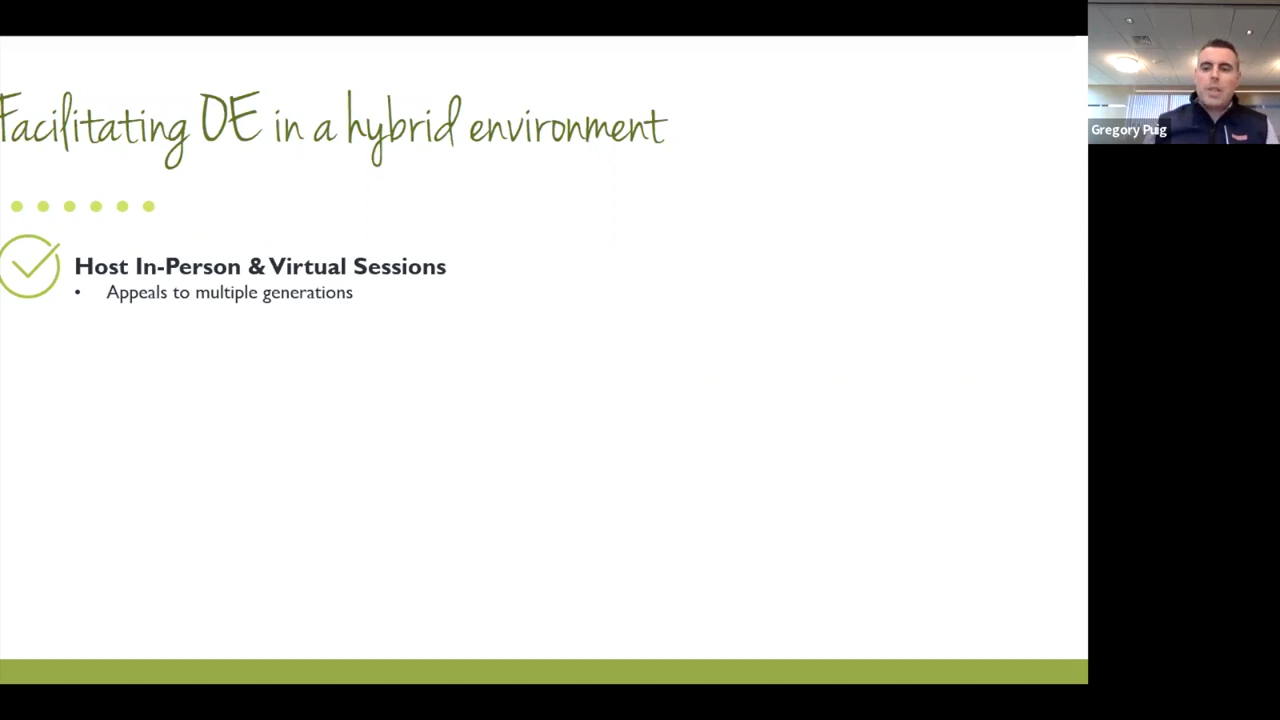 Facilitating OE in a hybrid environment
Host In-Person & Virtual Sessions
• Appeals to multiple generations
Gregory Puig